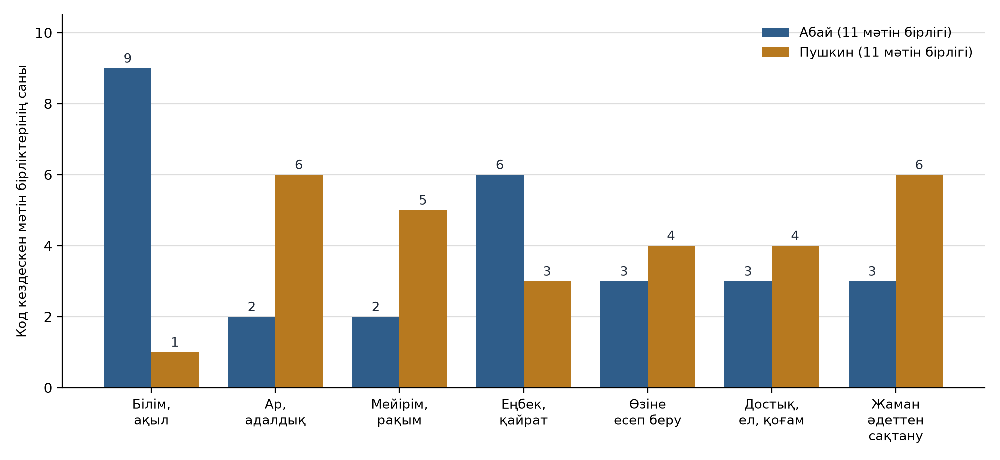 Код кездескен мәтін бірліктерінің саны
10
8
6
4
2
0
Абай (11 мәтін бірлігі)
Пушкин (11 мәтін бірлігі)
9
1
2
6
2
5
6
3
3
4
3
4
3
6
Білім,
ақыл
Ар,
адалдық
Мейірім,
рақым
Еңбек,
қайрат
Өзіне
есеп беру
Достық,
ел, қоғам
Жаман
әдеттен
сақтану